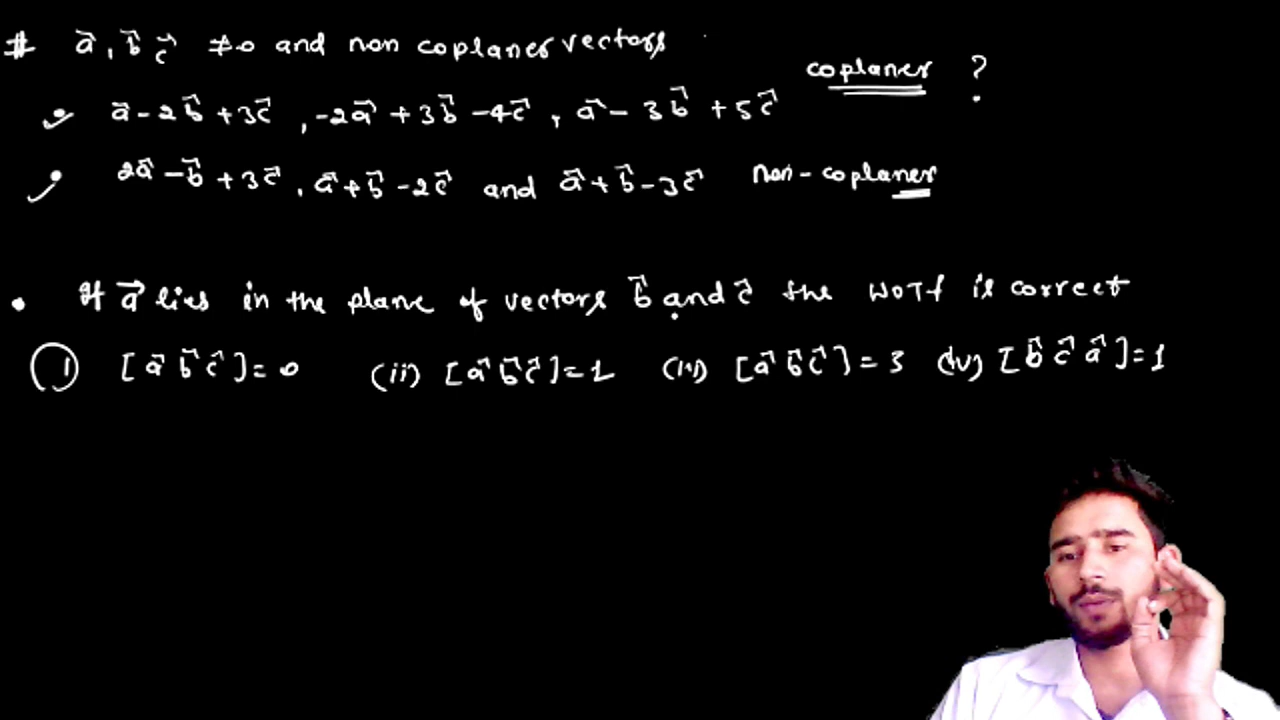 # a⃗, b⃗ c⃗ ≠0 and non coplaner vectors
coplaner ?
a⃗ - 2b⃗ + 3c⃗, -2a⃗ + 3b⃗ - 4c⃗, a⃗ - 3b⃗ + 5c⃗
2a⃗ - b⃗ + 3c⃗, a⃗ + b⃗ - 2c⃗ and a⃗ + b⃗ - 3c⃗ non-coplaner
• If a⃗ lies in the plane of vectors b⃗ and c⃗ the WOTf is correct
(1) [a⃗ b⃗ c⃗] = 0 (ii) [a⃗ b⃗ c⃗] = 1 (iii) [a⃗ b⃗ c⃗] = 3 (iv) [b⃗ c⃗ a⃗] = 1